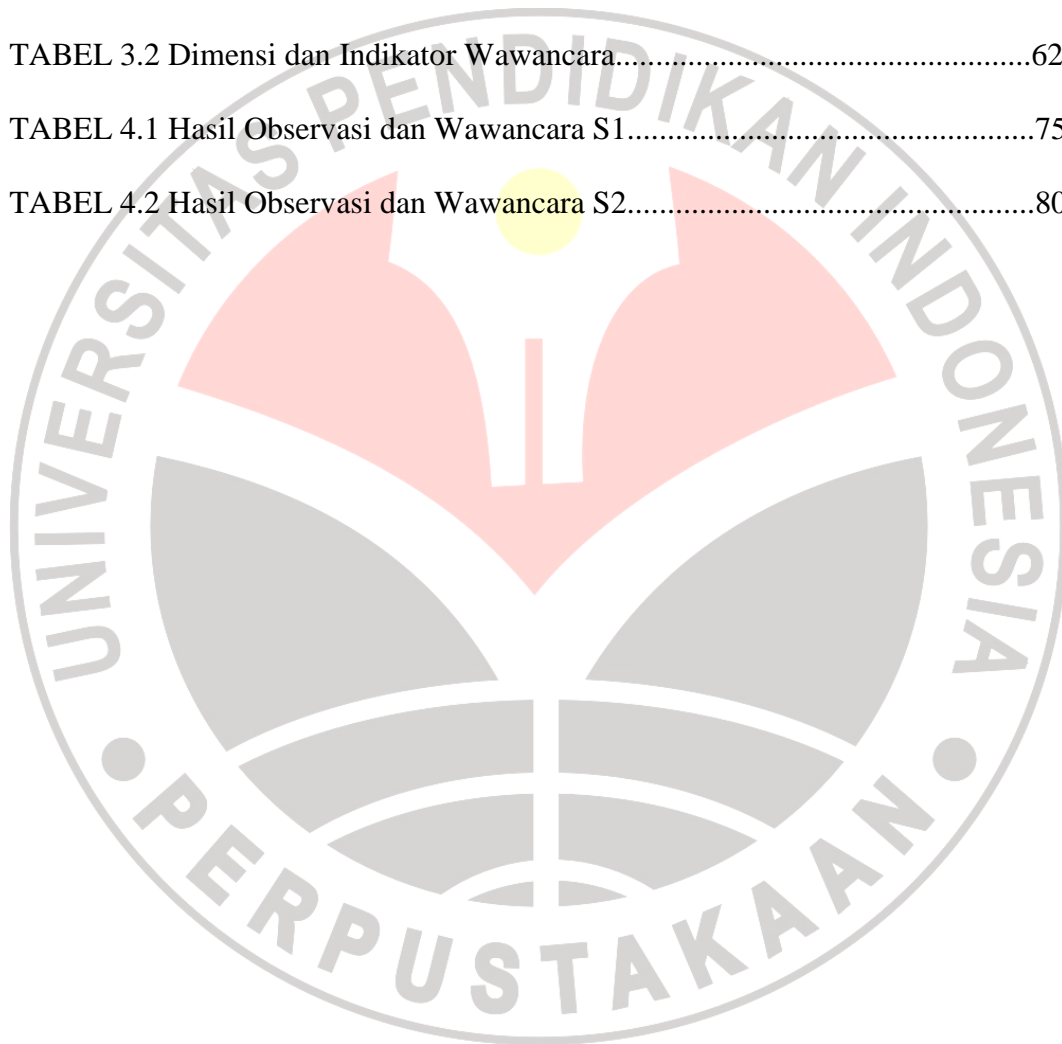 TABEL 3.2 Dimensi dan Indikator Wawancara...............................................62
TABEL 4.1 Hasil Observasi dan Wawancara S1..............................................75
TABEL 4.2 Hasil Observasi dan Wawancara S2..............................................80
UNIVERSITAS PENDIDIKAN INDONESIA
PERPUSTAKAAN